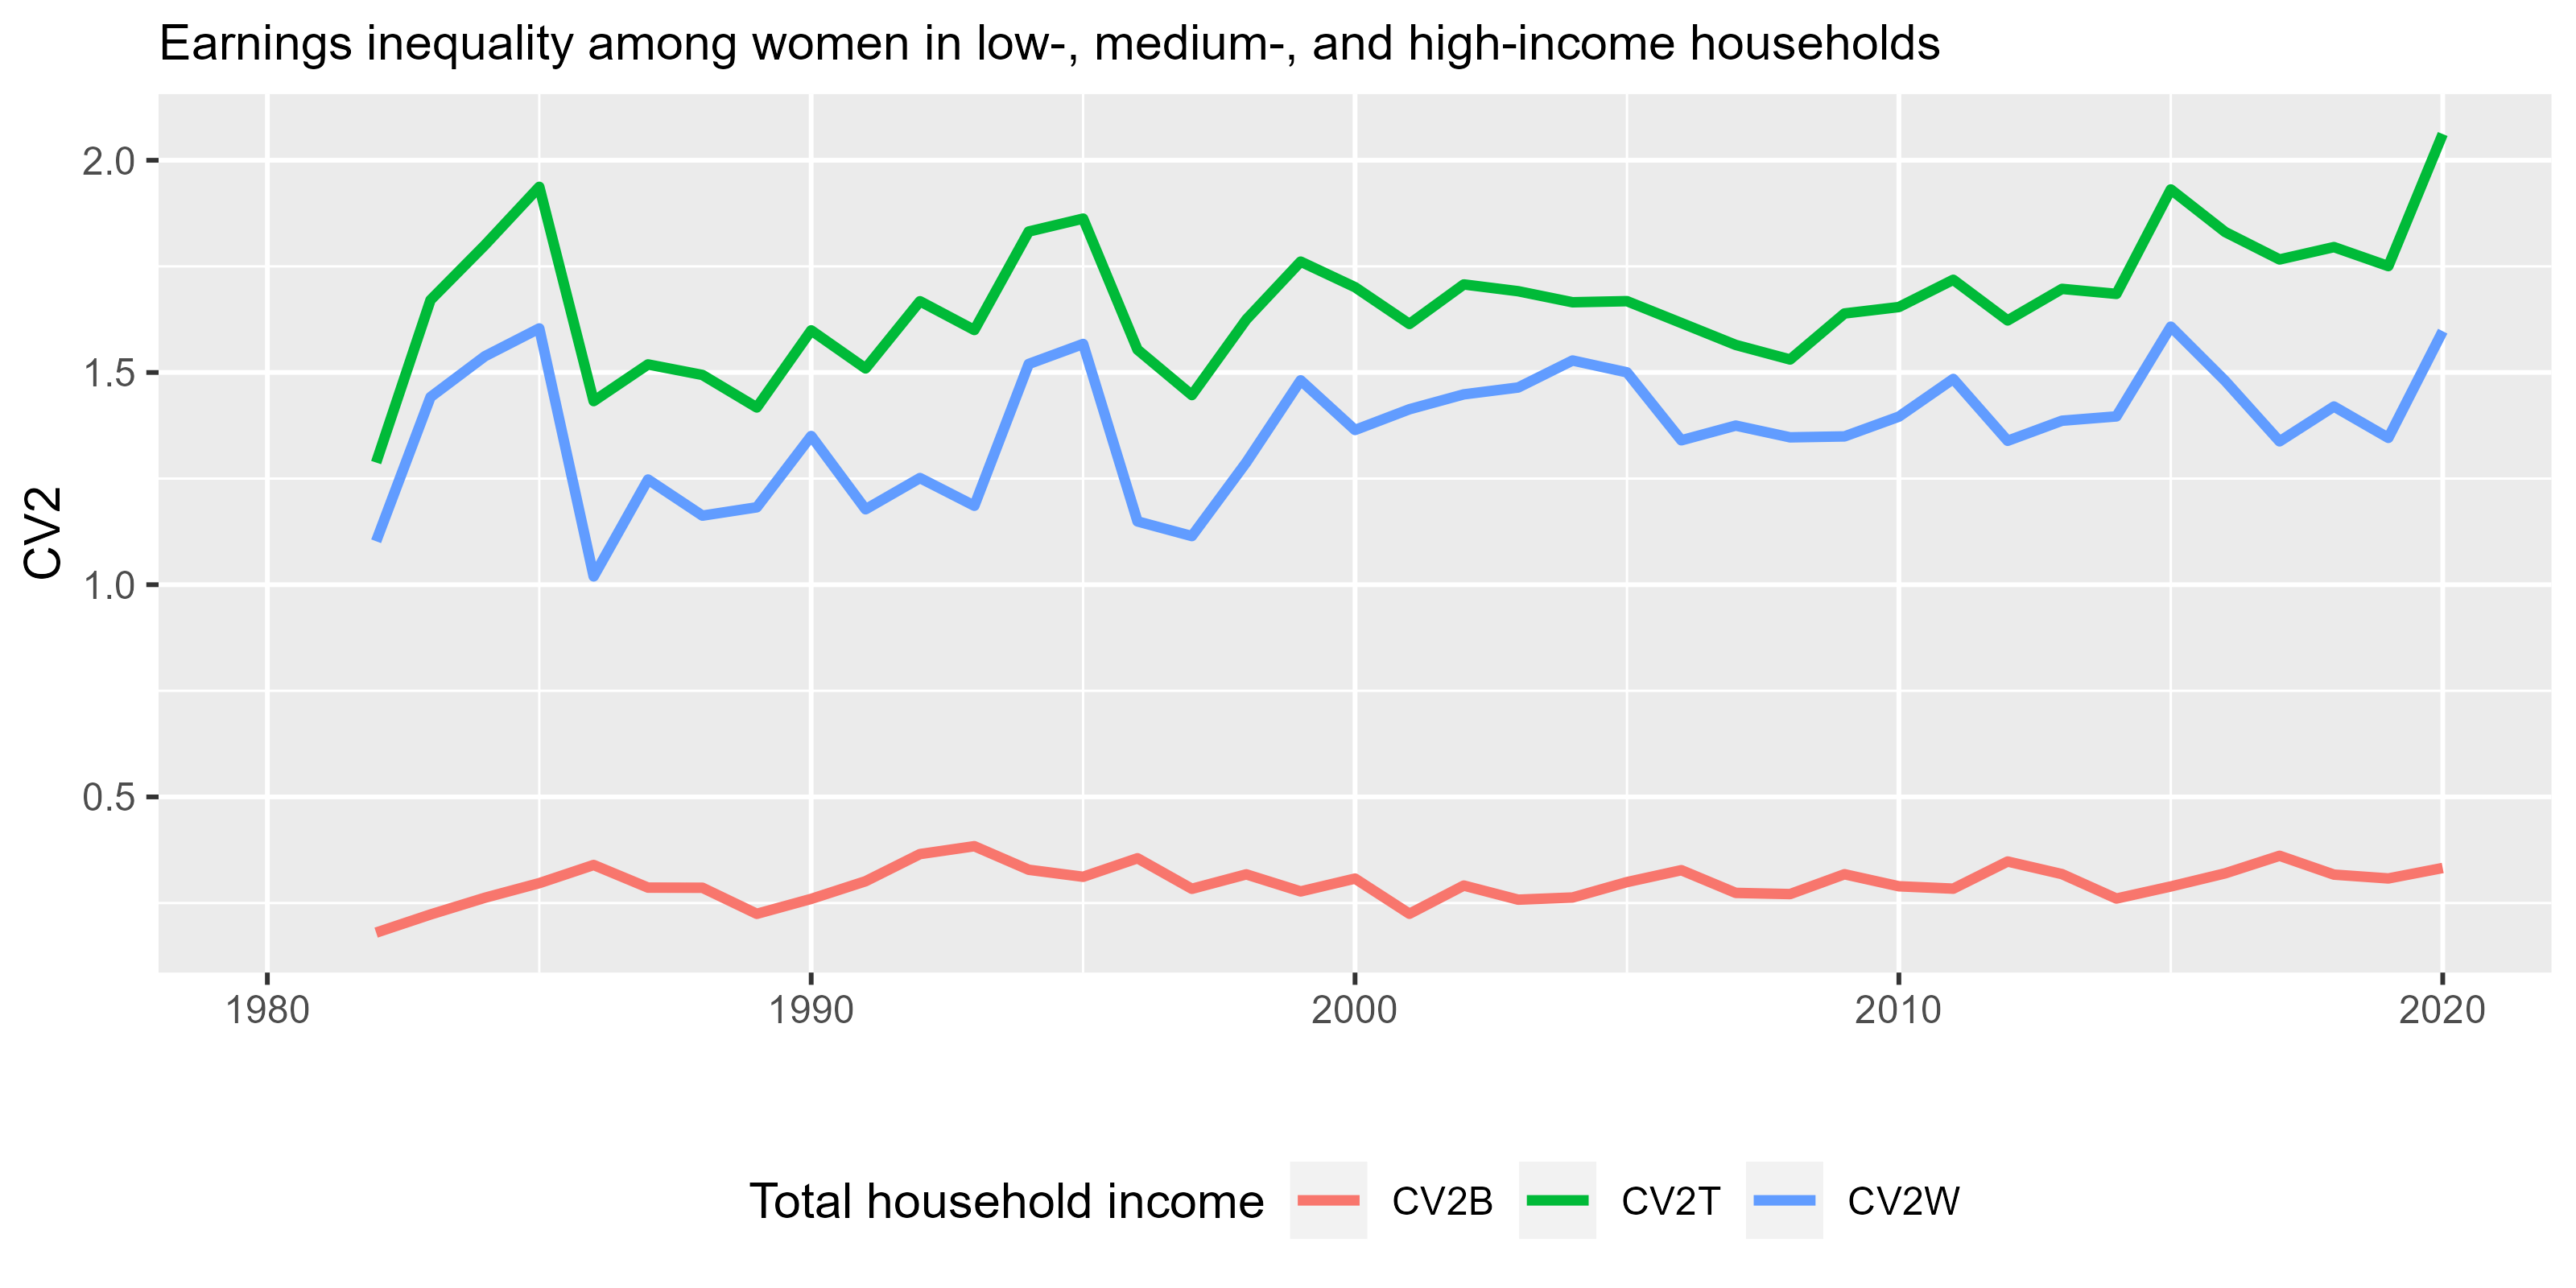 Earnings inequality among women in low-, medium-, and high-income households
CV2
2.0
1.5
1.0
0.5
1980 1990 2000 2010 2020
Total household income CV2B CV2T CV2W